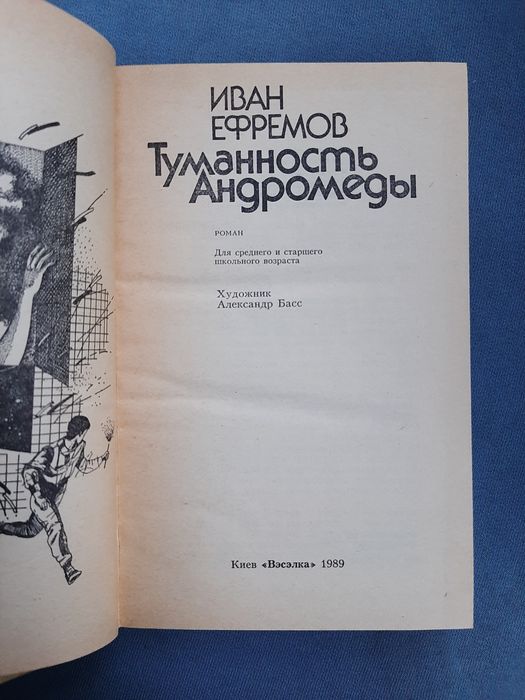 ИВАН
ЕФРЕМОВ
Туманность
Андромеды
РОМАН
Для среднего и старшего
школьного возраста
Художник
Александр Басс
Киев «Вэсэлка» 1989